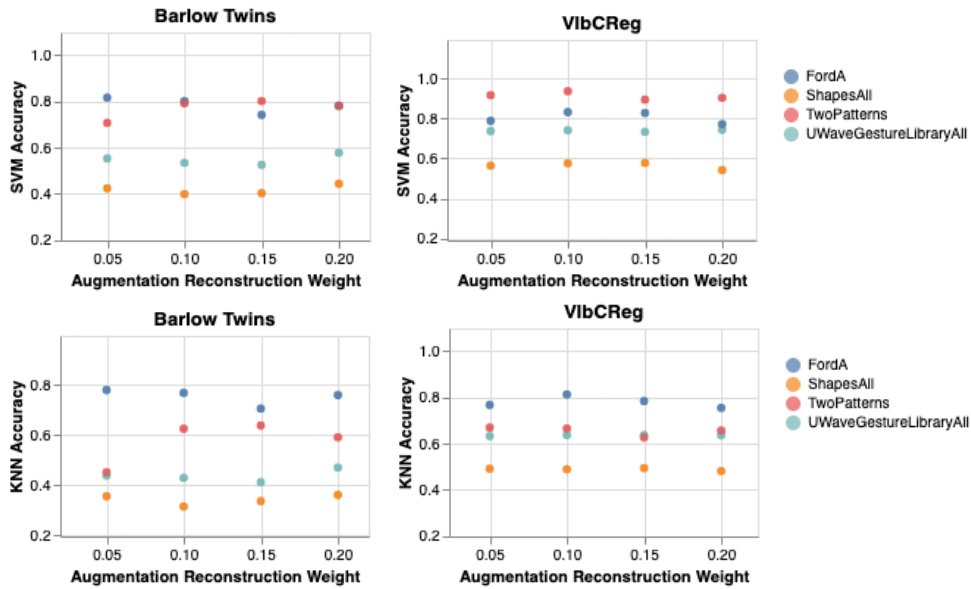 Barlow Twins
1.0
0.8
0.6
0.4
0.2
SVM Accuracy
0.05 0.10 0.15 0.20
Augmentation Reconstruction Weight
VIbCReg
1.0
0.8
0.6
0.4
0.2
SVM Accuracy
0.05 0.10 0.15 0.20
Augmentation Reconstruction Weight
FordA
ShapesAll
TwoPatterns
UWaveGestureLibraryAll
Barlow Twins
0.8
0.6
0.4
0.2
KNN Accuracy
0.05 0.10 0.15 0.20
Augmentation Reconstruction Weight
VIbCReg
1.0
0.8
0.6
0.4
0.2
KNN Accuracy
0.05 0.10 0.15 0.20
Augmentation Reconstruction Weight
FordA
ShapesAll
TwoPatterns
UWaveGestureLibraryAll